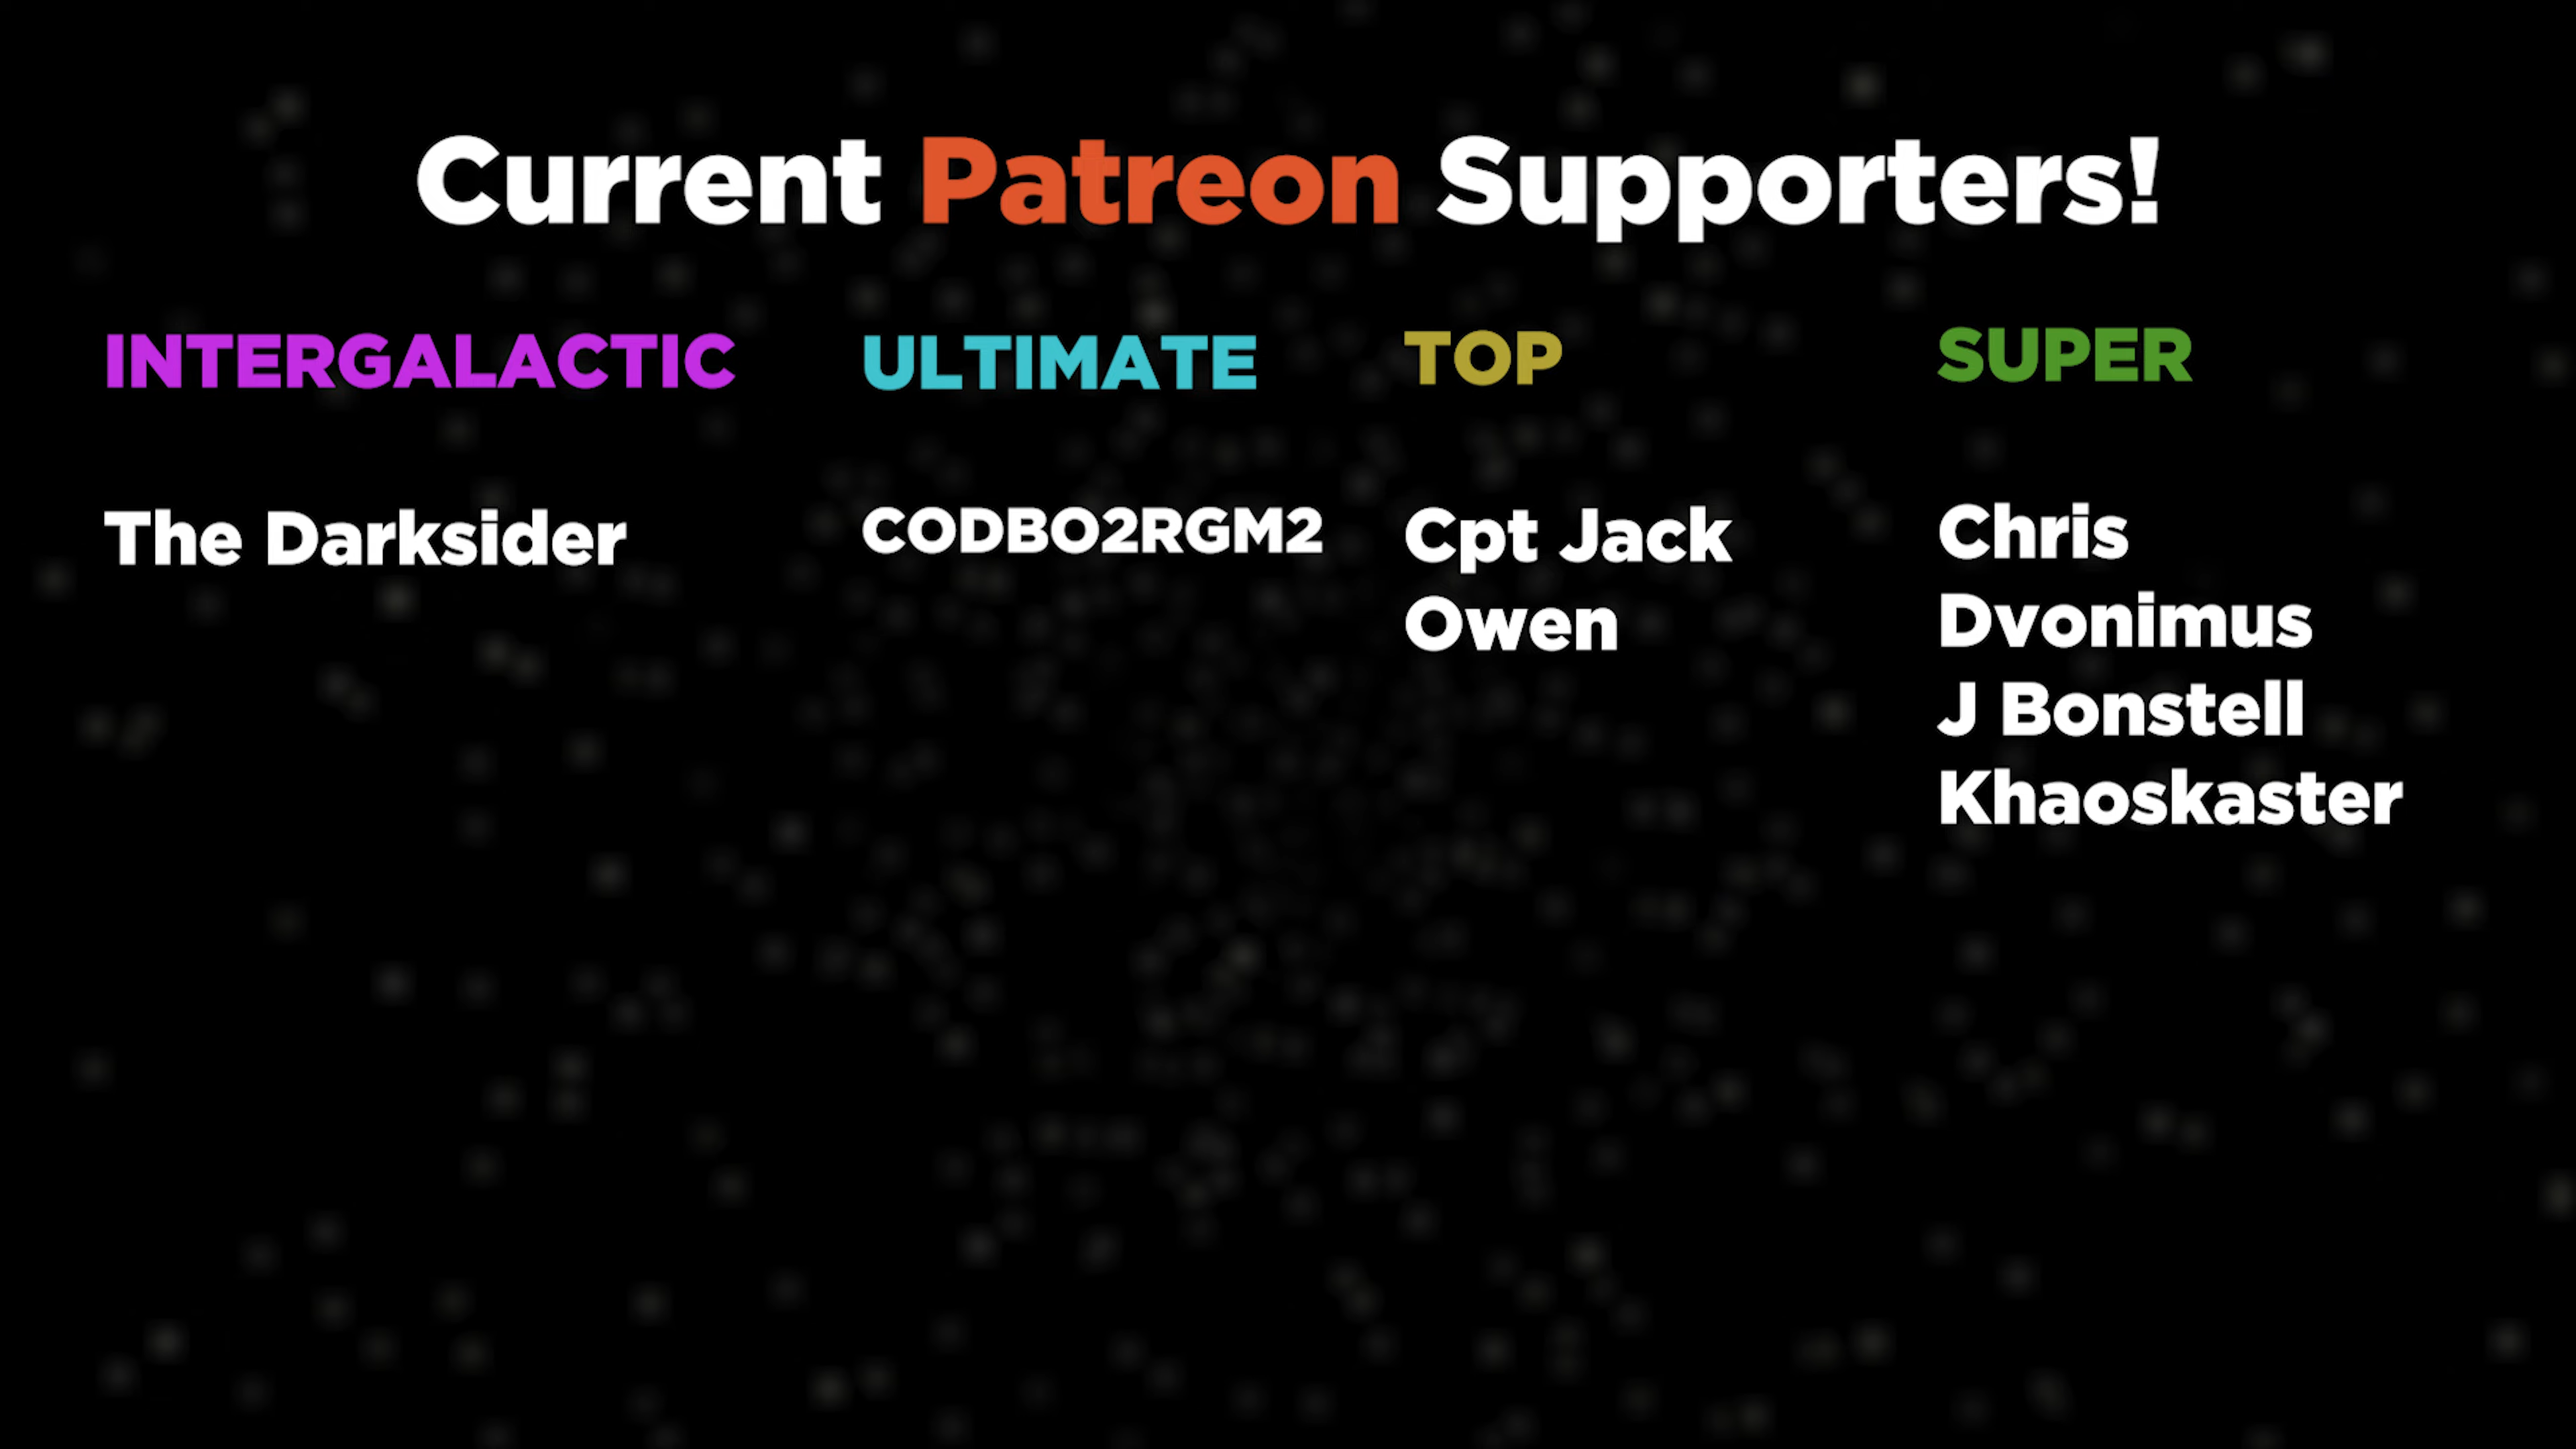 Current Patreon Supporters!
INTERGALACTIC
The Darksider
ULTIMATE
CODBO2RGM2
TOP
Cpt Jack
Owen
SUPER
Chris
Dvonimus
J Bonstell
Khaoskaster